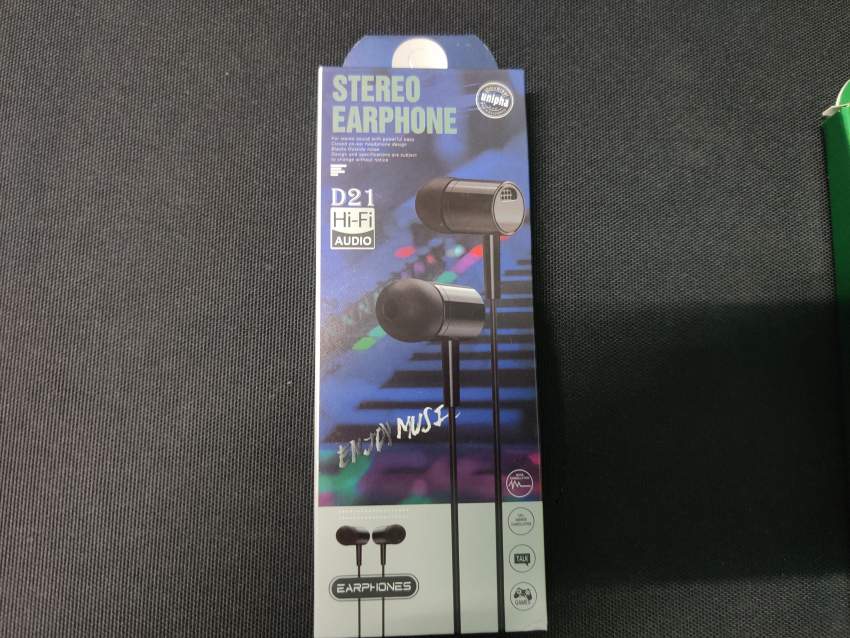 STEREO
EARPHONE
unipha
For stereo sound with powerful bass
Closed on-ear headphone design
Blocks Outside noise
Design and specifications are subject
to change without notice
D21
Hi-Fi
AUDIO
ENJOY MUSIC
EARPHONES
TALK
GAMES